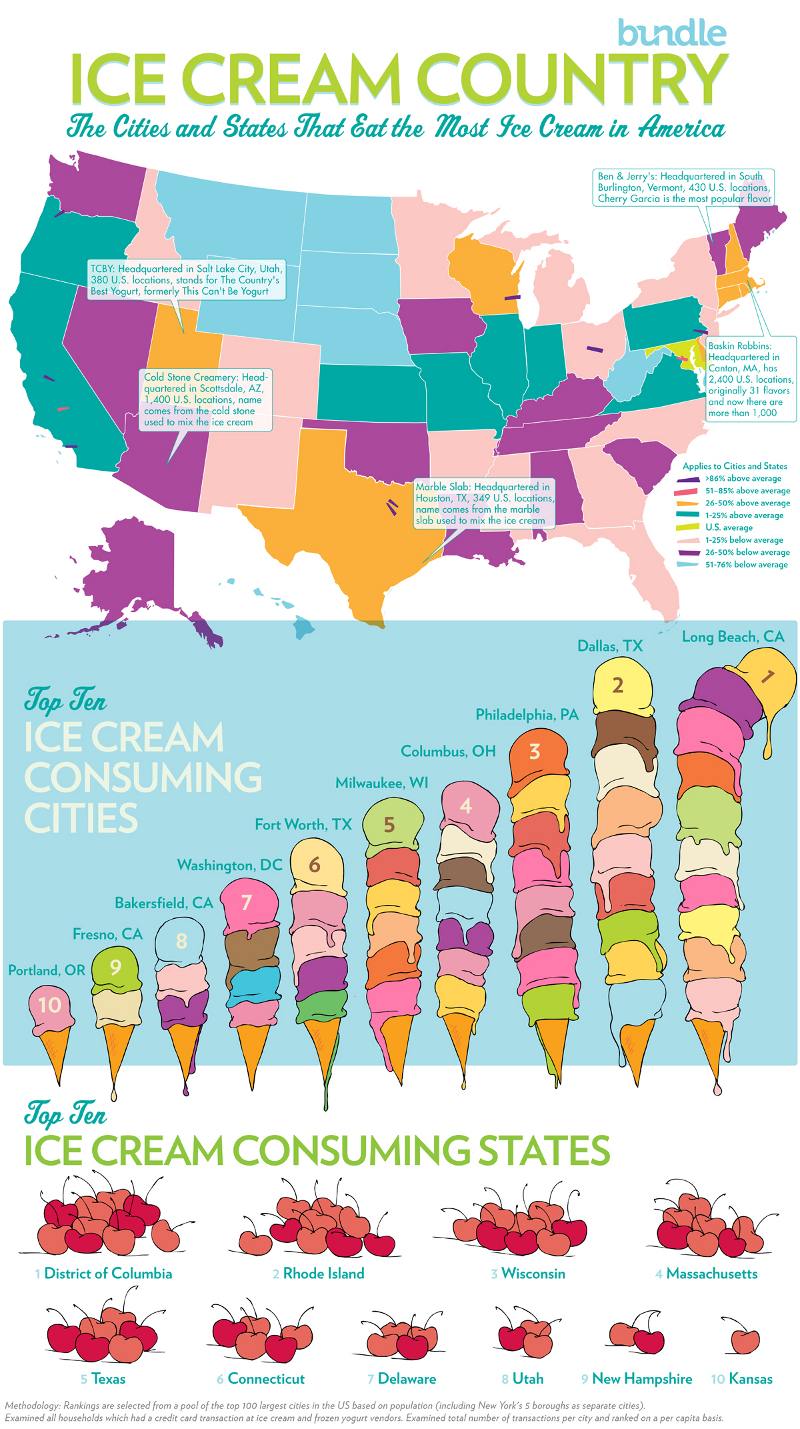 bundle
ICE CREAM COUNTRY
The Cities and States That Eat the Most Ice Cream in America
Ben & Jerry's: Headquartered in South
Burlington, Vermont, 430 U.S. locations,
Cherry Garcia is the most popular flavor
TCBY: Headquartered in Salt Lake City, Utah,
380 U.S. locations, stands for The Country's
Best Yogurt, formerly This Can't Be Yogurt
Cold Stone Creamery: Head-
quartered in Scottsdale, AZ,
1,400 U.S. locations, name
comes from the cold stone
used to mix the ice cream
Baskin Robbins:
Headquartered in
Canton, MA, has
2,400 U.S. locations,
originally 31 flavors
and now there are
more than 1,000
Marble Slab: Headquartered in
Houston, TX, 349 U.S. locations,
name comes from the marble
slab used to mix the ice cream
Applies to Cities and States
>86% above average
51-85% above average
26-50% above average
1-25% above average
U.S. average
1-25% below average
26-50% below average
51-76% below average
Top Ten
ICE CREAM
CONSUMING
CITIES
Long Beach, CA
1
Dallas, TX
2
Philadelphia, PA
3
Columbus, OH
4
Milwaukee, WI
5
Fort Worth, TX
6
Washington, DC
7
Bakersfield, CA
8
Fresno, CA
9
Portland, OR
10
Top Ten
ICE CREAM CONSUMING STATES
1 District of Columbia
2 Rhode Island
3 Wisconsin
4 Massachusetts
5 Texas
6 Connecticut
7 Delaware
8 Utah
9 New Hampshire
10 Kansas
Methodology: Rankings are selected from a pool of the top 100 largest cities in the US based on population (including New York's 5 boroughs as separate cities).
Examined all households which had a credit card transaction at ice cream and frozen yogurt vendors. Examined total number of transactions per city and ranked on a per capita basis.